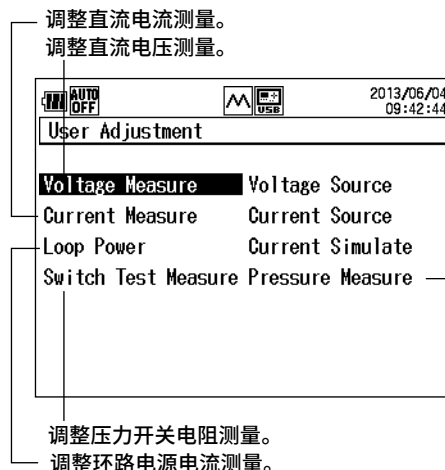 调整直流电流测量。
调整直流电压测量。
AUTO OFF USB 2013/06/04
09:42:44
User Adjustment
Voltage Measure Voltage Source
Current Measure Current Source
Loop Power Current Simulate
Switch Test Measure Pressure Measure
调整压力开关电阻测量。
调整环路电源电流测量。